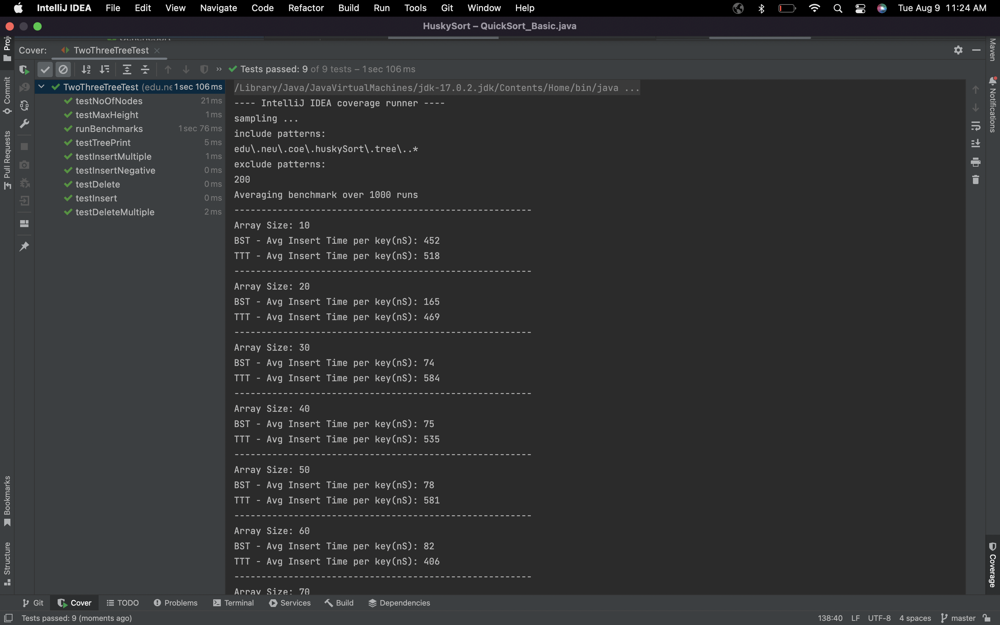 IntelliJ IDEA File Edit View Navigate Code Refactor Build Run Tools Git Window Help Tue Aug 9 11:24 AM
HuskySort – QuickSort_Basic.java
Cover: TwoThreeTreeTest
Tests passed: 9 of 9 tests – 1 sec 106 ms
TwoThreeTreeTest (edu.ne 1 sec 106 ms
testNoOfNodes 21 ms
testMaxHeight 1 ms
runBenchmarks 1 sec 76 ms
testTreePrint 5 ms
testInsertMultiple 1 ms
testInsertNegative 0 ms
testDelete 0 ms
testInsert 0 ms
testDeleteMultiple 2 ms
/Library/Java/JavaVirtualMachines/jdk-17.0.2.jdk/Contents/Home/bin/java ...
---- IntelliJ IDEA coverage runner ----
sampling ...
include patterns:
edu\.neu\.coe\.huskySort\.tree\..*
exclude patterns:
200
Averaging benchmark over 1000 runs
-------------------------------------------------------
Array Size: 10
BST - Avg Insert Time per key(nS): 452
TTT - Avg Insert Time per key(nS): 518
-------------------------------------------------------
Array Size: 20
BST - Avg Insert Time per key(nS): 165
TTT - Avg Insert Time per key(nS): 469
-------------------------------------------------------
Array Size: 30
BST - Avg Insert Time per key(nS): 74
TTT - Avg Insert Time per key(nS): 584
-------------------------------------------------------
Array Size: 40
BST - Avg Insert Time per key(nS): 75
TTT - Avg Insert Time per key(nS): 535
-------------------------------------------------------
Array Size: 50
BST - Avg Insert Time per key(nS): 78
TTT - Avg Insert Time per key(nS): 581
-------------------------------------------------------
Array Size: 60
BST - Avg Insert Time per key(nS): 82
TTT - Avg Insert Time per key(nS): 406
-------------------------------------------------------
Array Size: 70
Proj
Commit
Pull Requests
Bookmarks
Structure
Maven
Notifications
Coverage
Git Cover TODO Problems Terminal Services Build Dependencies
Tests passed: 9 (moments ago) 138:40 LF UTF-8 4 spaces master